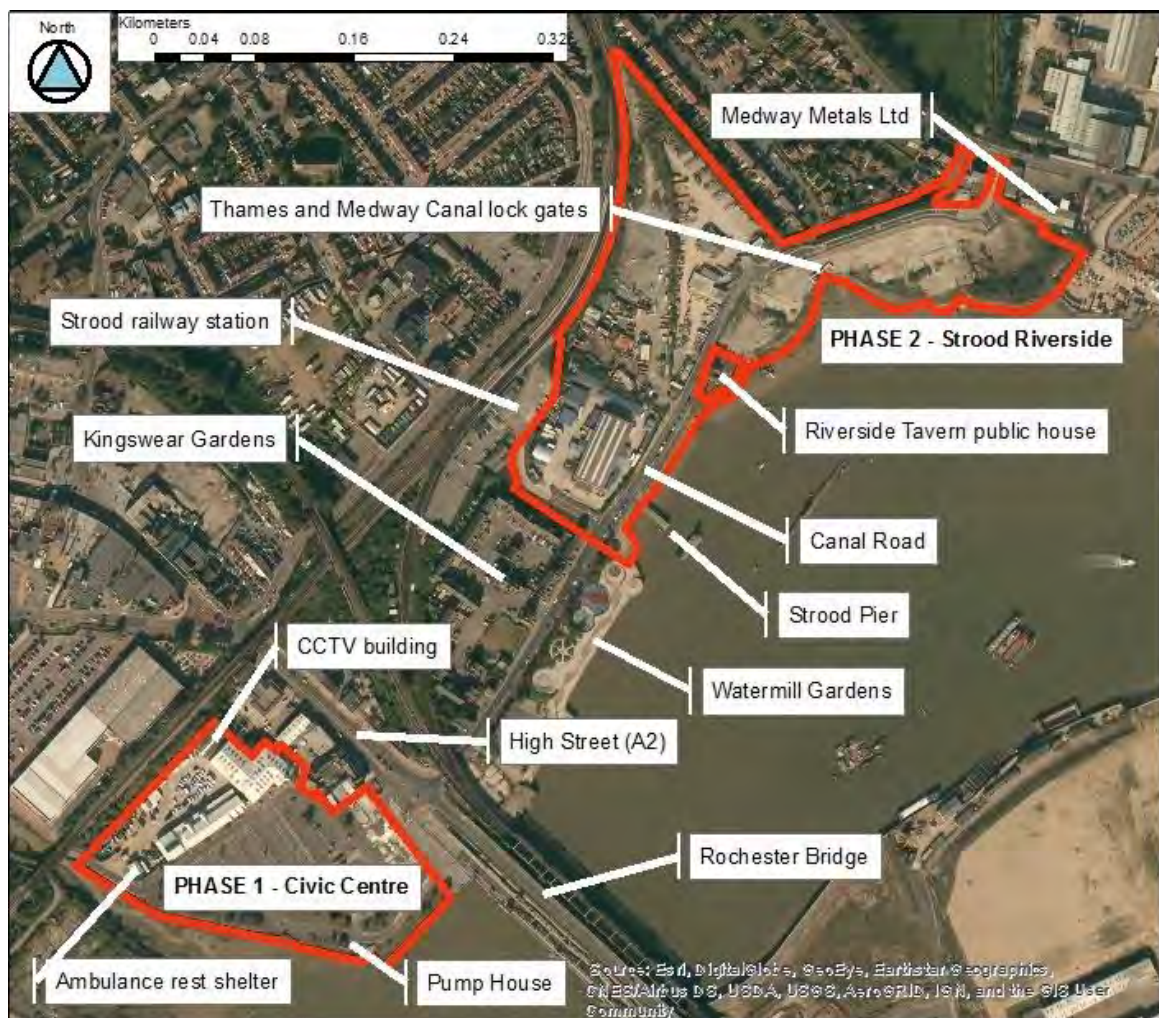 North
Kilometers
0 0.04 0.08 0.16 0.24 0.32
Medway Metals Ltd
Thames and Medway Canal lock gates
Strood railway station
PHASE 2 - Strood Riverside
Kingswear Gardens
Riverside Tavern public house
Canal Road
Strood Pier
CCTV building
Watermill Gardens
High Street (A2)
Rochester Bridge
PHASE 1 - Civic Centre
Ambulance rest shelter
Pump House
Source: Esri, DigitalGlobe, GeoEye, Earthstar Geographics,
CNES/Airbus DS, USDA, USGS, AeroGRID, IGN, and the GIS User
Community